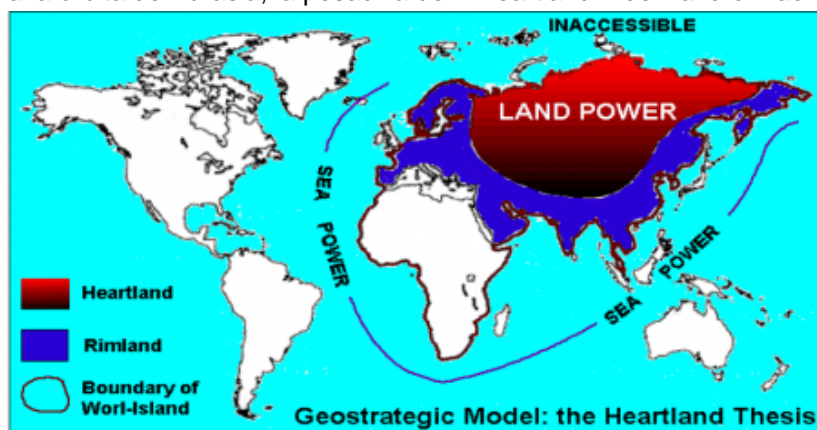 INACCESSIBLE
LAND POWER
SEA POWER
SEA POWER
Heartland
Rimland
Boundary of
Worl-Island
Geostrategic Model: the Heartland Thesis